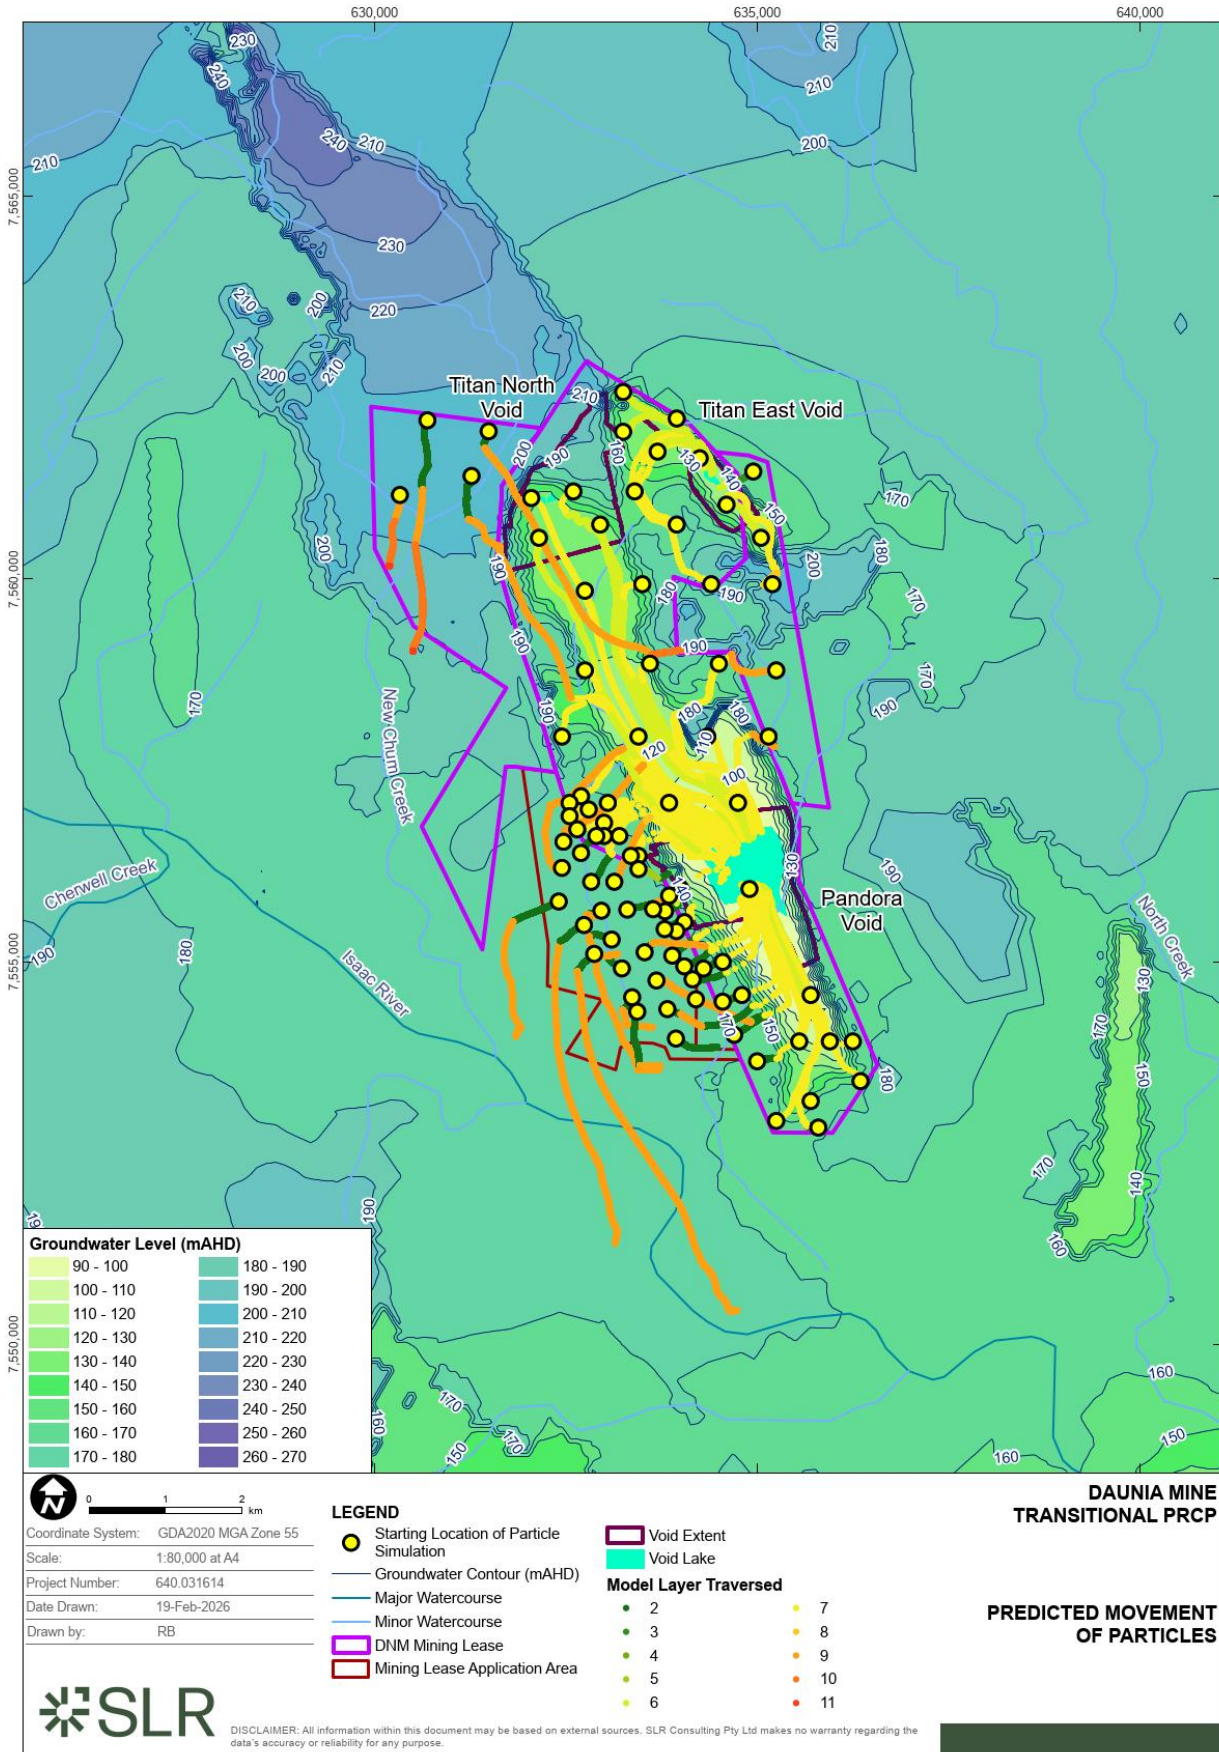 630,000
635,000
640,000
7,565,000
7,560,000
7,555,000
7,550,000
230
240
210
240
210
210
210
200
230
220
210
200
210
200
200
Titan North
Void
Titan East Void
210
200
190
160
130
140
150
170
200
190
180
200
180
190
170
190
190
170
190
170
180
180
190
110
190
120
100
New Chum Creek
Cherwell Creek
Isaac River
North Creek
130
140
190
Pandora
Void
190
180
170
150
180
130
170
150
170
140
160
190
19
160
170
170
150
160
160
150
Groundwater Level (mAHD)
90 - 100
100 - 110
110 - 120
120 - 130
130 - 140
140 - 150
150 - 160
160 - 170
170 - 180
180 - 190
190 - 200
200 - 210
210 - 220
220 - 230
230 - 240
240 - 250
250 - 260
260 - 270
N
0 1 2
km
Coordinate System: GDA2020 MGA Zone 55
Scale: 1:80,000 at A4
Project Number: 640.031614
Date Drawn: 19-Feb-2026
Drawn by: RB
LEGEND
Starting Location of Particle
Simulation
Groundwater Contour (mAHD)
Major Watercourse
Minor Watercourse
DNM Mining Lease
Mining Lease Application Area
Void Extent
Void Lake
Model Layer Traversed
2
3
4
5
6
7
8
9
10
11
DAUNIA MINE
TRANSITIONAL PRCP
PREDICTED MOVEMENT
OF PARTICLES
SLR
DISCLAIMER: All information within this document may be based on external sources. SLR Consulting Pty Ltd makes no warranty regarding the
data's accuracy or reliability for any purpose.